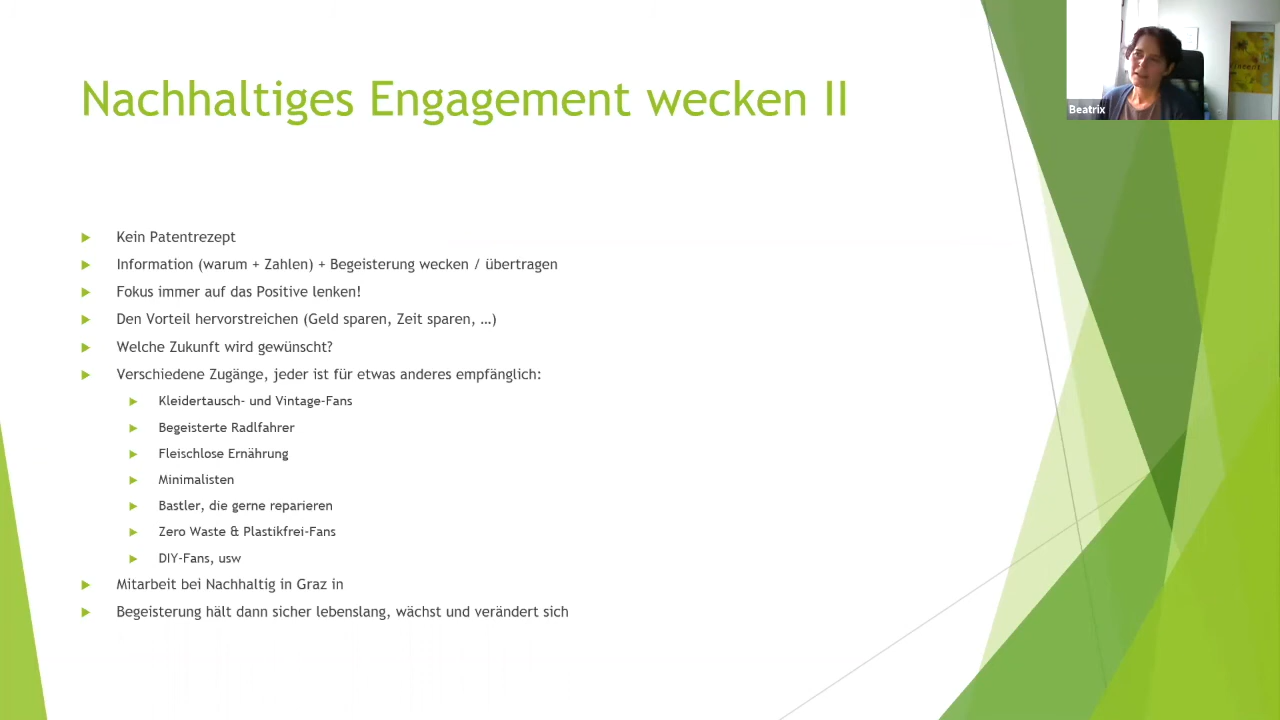 Nachhaltiges Engagement wecken II
Beatrix
Kein Patentrezept
Information (warum + Zahlen) + Begeisterung wecken / übertragen
Fokus immer auf das Positive lenken!
Den Vorteil hervorstreichen (Geld sparen, Zeit sparen, …)
Welche Zukunft wird gewünscht?
Verschiedene Zugänge, jeder ist für etwas anderes empfänglich:
Kleidertausch- und Vintage-Fans
Begeisterte Radlfahrer
Fleischlose Ernährung
Minimalisten
Bastler, die gerne reparieren
Zero Waste & Plastikfrei-Fans
DIY-Fans, usw
Mitarbeit bei Nachhaltig in Graz in
Begeisterung hält dann sicher lebenslang, wächst und verändert sich